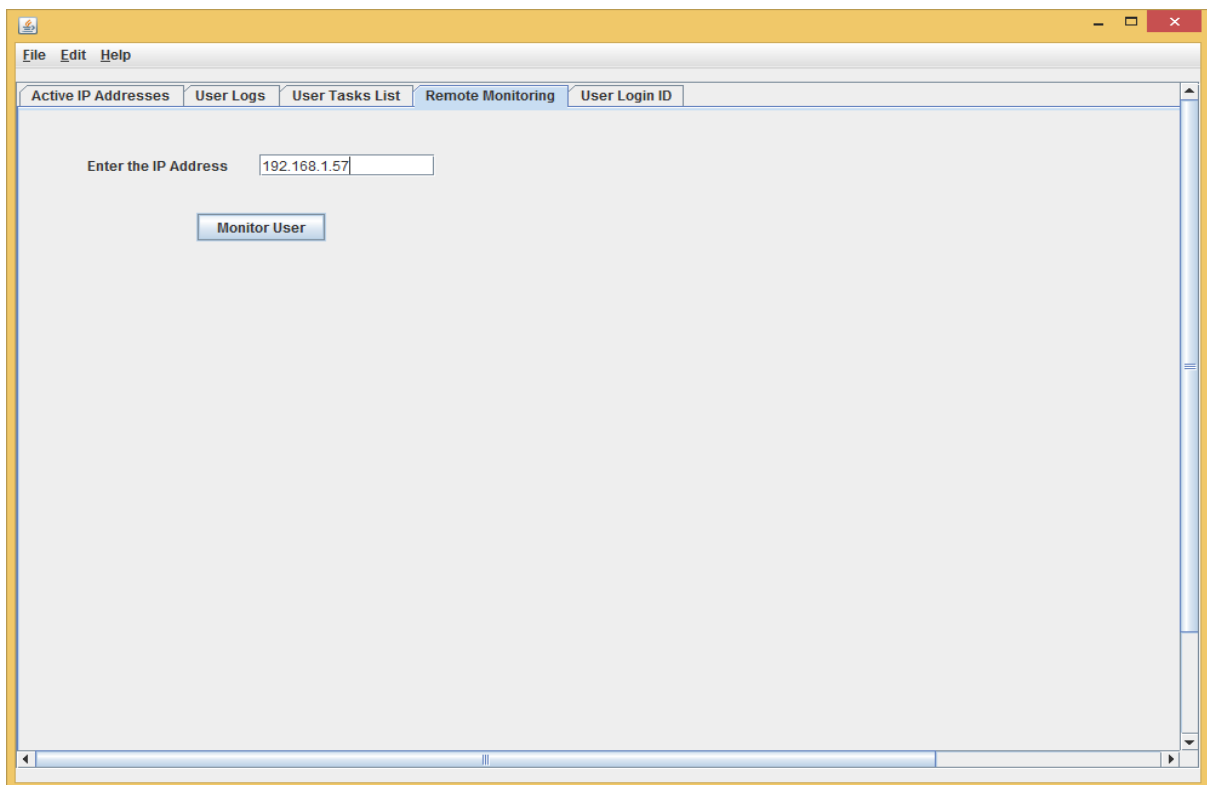 File Edit Help
Active IP Addresses User Logs User Tasks List Remote Monitoring User Login ID
Enter the IP Address 192.168.1.57
Monitor User